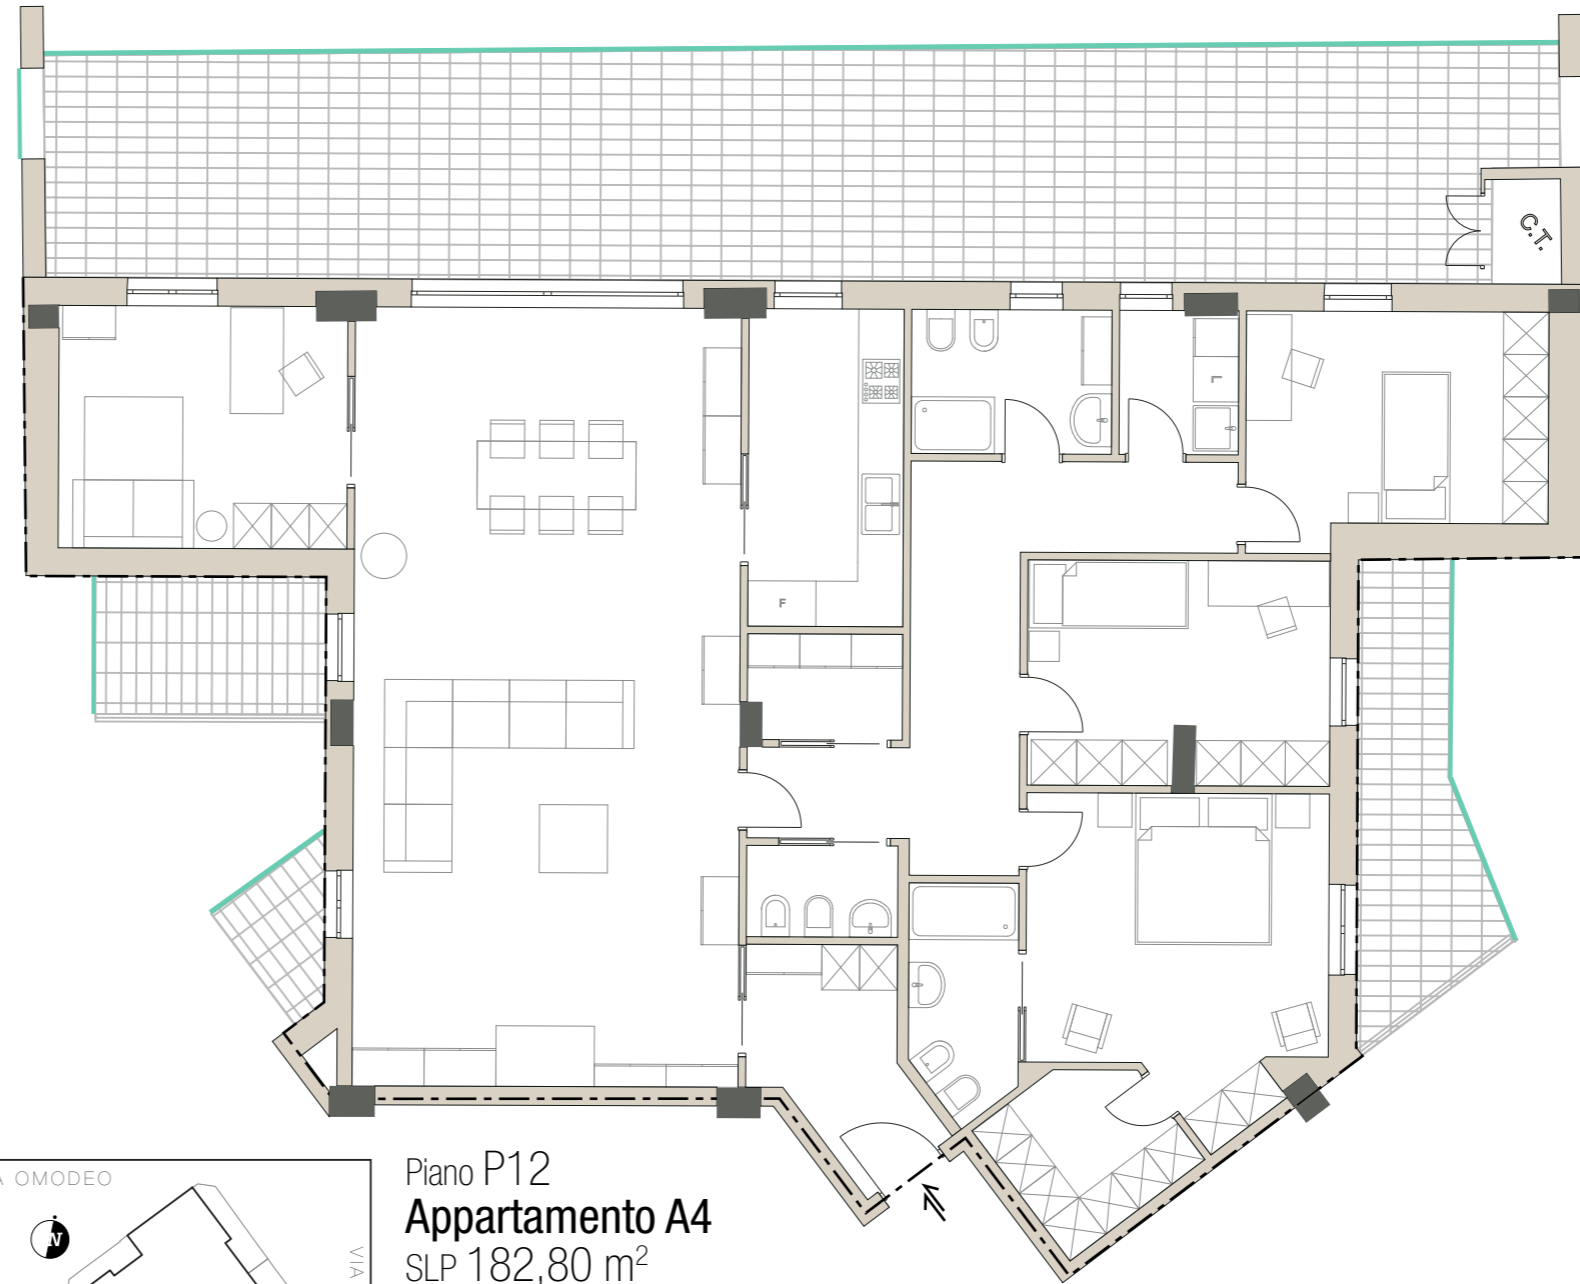 C.T.
L
F
A OMODEO
N
VIA
Piano P12
Appartamento A4
SLP 182,80 m²